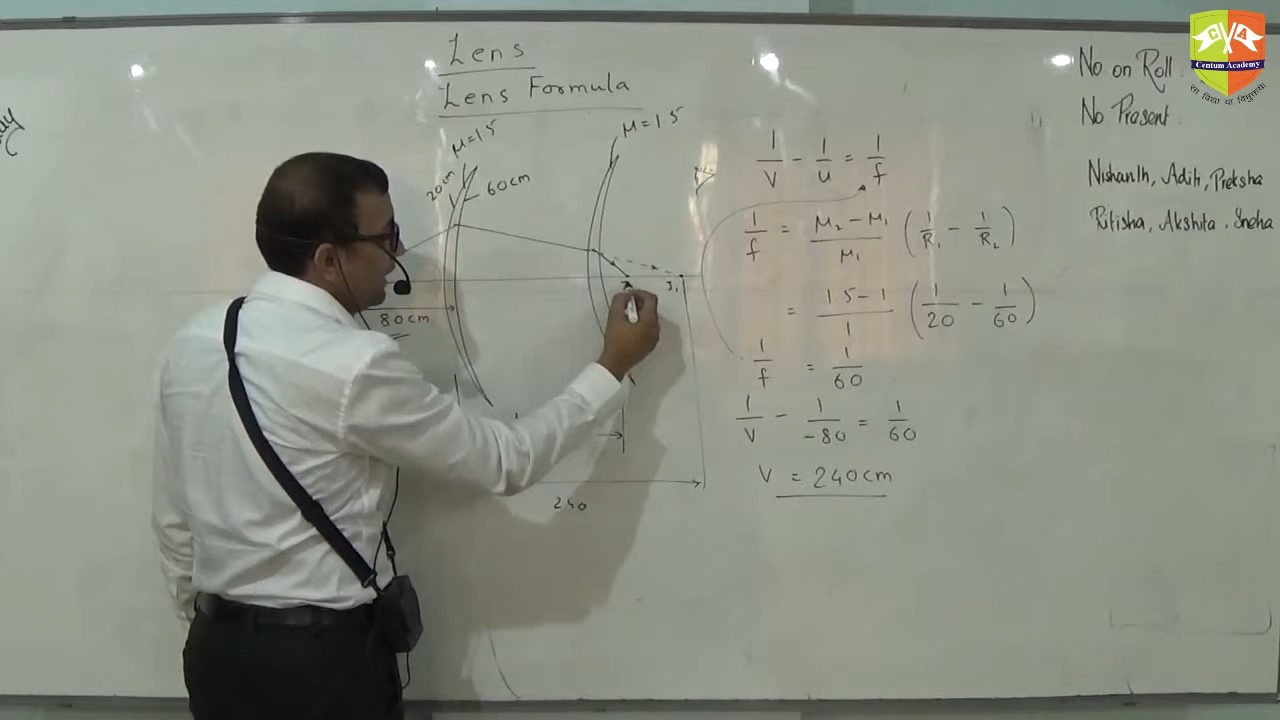 Lens
Lens Formula
μ=1.5
20cm
60cm
μ=1.5
80cm
I₁
240
1/V - 1/u = 1/f
1/f = (μ₂ - μ₁)/μ₁ (1/R₁ - 1/R₂)
= (1.5 - 1)/1 (1/20 - 1/60)
1/f = 1/60
1/V - 1/-80 = 1/60
V = 240cm
No on Roll:
No Present:
Nishanth, Aditi, Preksha
Ritisha, Akshita, Sneha
C A
Centum Academy